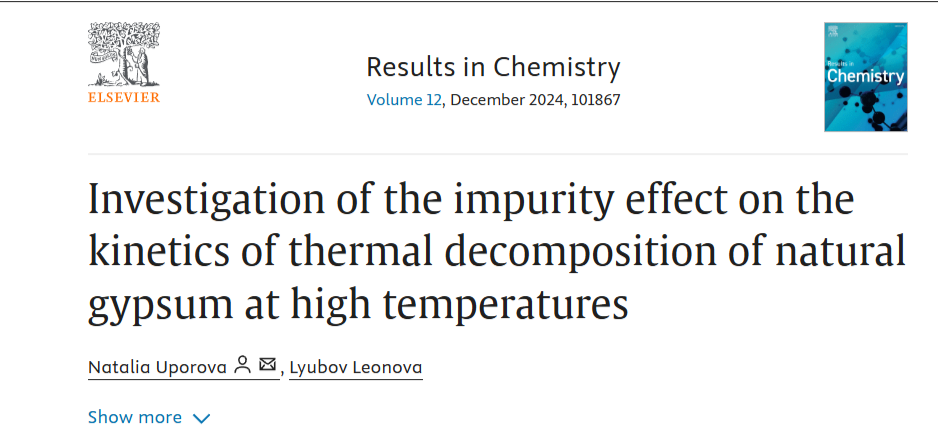 ELSEVIER
Results in Chemistry
Volume 12, December 2024, 101867
Results in
Chemistry
Investigation of the impurity effect on the
kinetics of thermal decomposition of natural
gypsum at high temperatures
Natalia Uporova, Lyubov Leonova
Show more